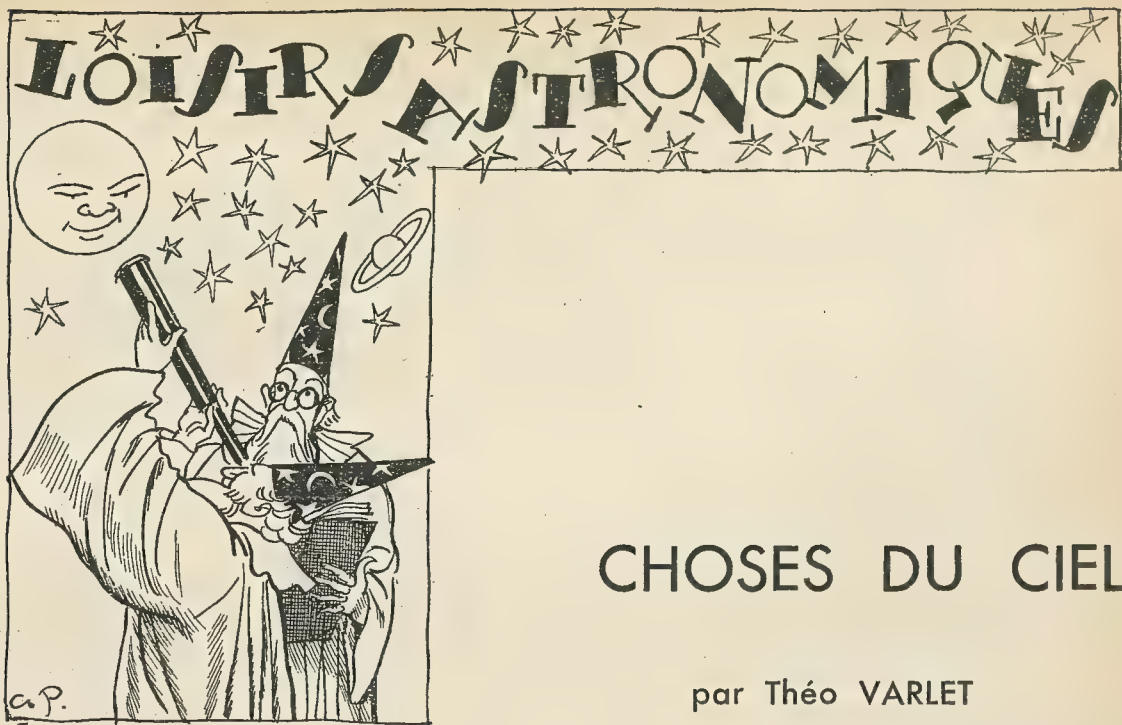 LOISIRS ASTRONOMIQUES
CHOSES DU CIEL
par Théo VARLET
G.P.